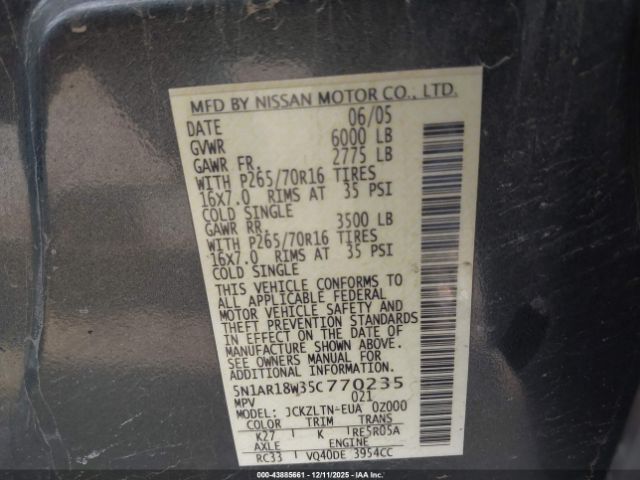 MFD BY NISSAN MOTOR CO., LTD.
DATE 06/05
GVWR 6000 LB
GAWR FR. 2775 LB
WITH P265/70R16 TIRES
16X7.0 RIMS AT 35 PSI
COLD SINGLE
GAWR RR. 3500 LB
WITH P265/70R16 TIRES
16X7.0 RIMS AT 35 PSI
COLD SINGLE
THIS VEHICLE CONFORMS TO
ALL APPLICABLE FEDERAL
MOTOR VEHICLE SAFETY AND
THEFT PREVENTION STANDARDS
IN EFFECT ON THE DATE OF
MANUFACTURE SHOWN ABOVE.
SEE OWNERS MANUAL FOR
ADDITIONAL INFORMATION.
5N1AR18W35C770235
MPV 021
MODEL: JCKZLTN-EUA 0Z000
COLOR TRIM TRANS
K27 K RE5R05A
AXLE ENGINE
RC33 VQ40DE 3954CC
000-43885661 - 12/11/2025 - IAA Inc.